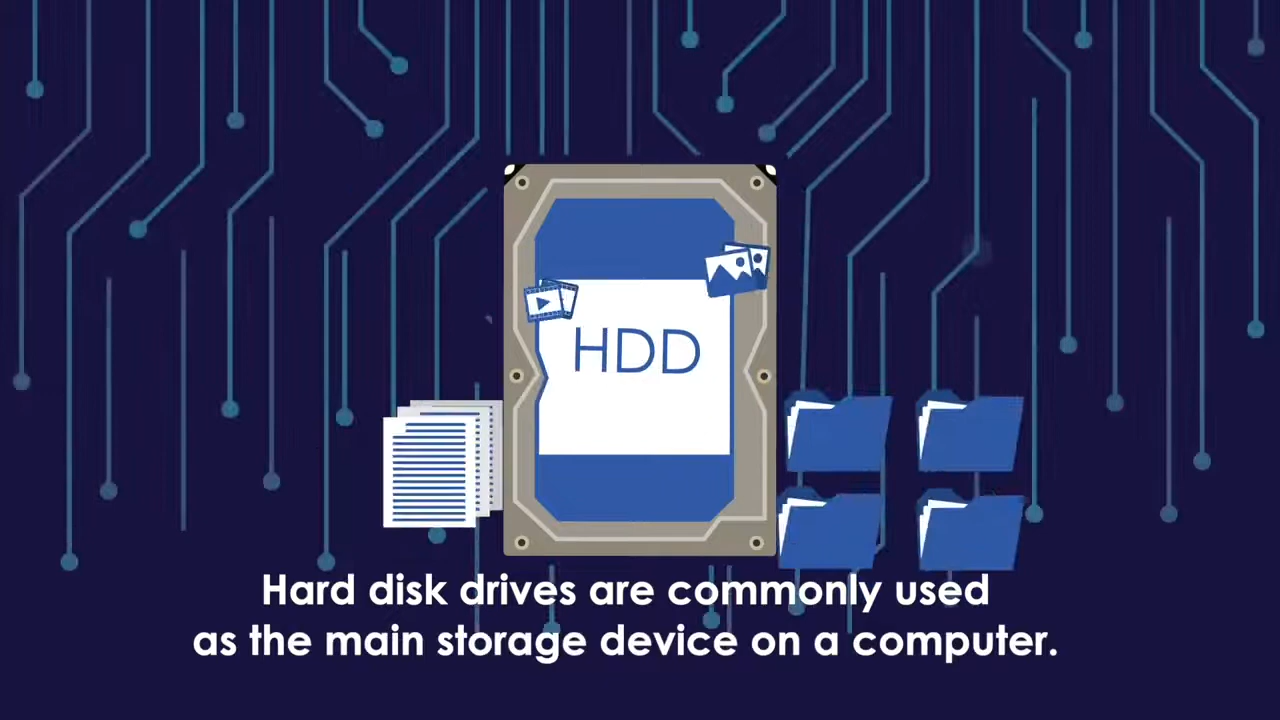 HDD
Hard disk drives are commonly used
as the main storage device on a computer.